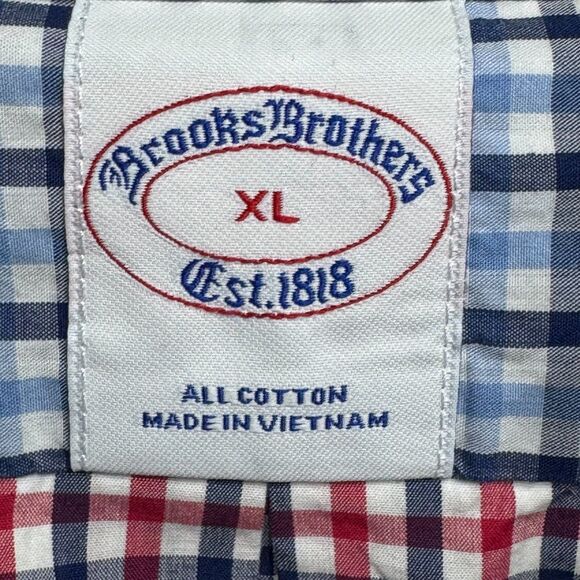 Brooks Brothers
XL
Est. 1818
ALL COTTON
MADE IN VIETNAM